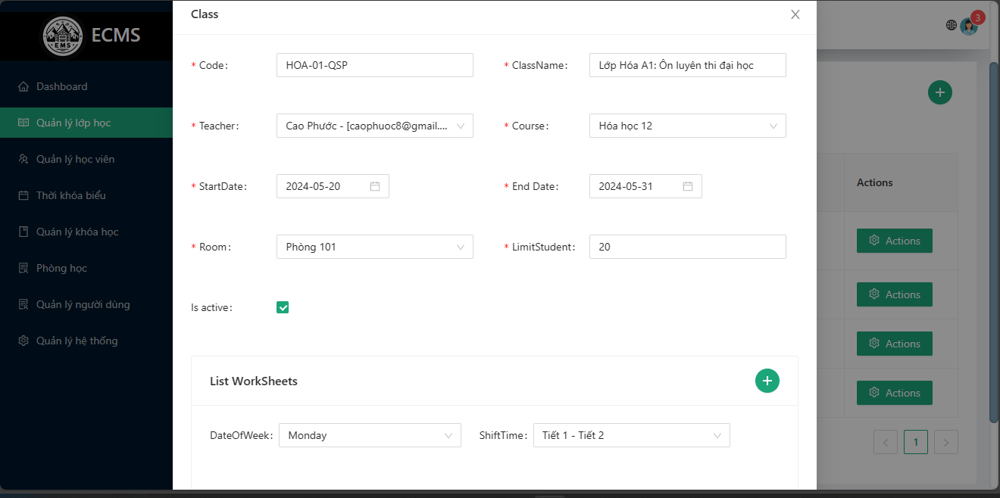 Class
EMS
ECMS
3
* Code:
HOA-01-QSP
* ClassName:
Lớp Hóa A1: Ôn luyên thi đại học
Dashboard
Quản lý lớp học
* Teacher:
Cao Phước - [caophuoc8@gmail....
* Course:
Hóa học 12
Quản lý học viên
* StartDate:
2024-05-20
* End Date:
2024-05-31
Actions
Thời khóa biểu
Quán lý khóa học
* Room:
Phòng 101
* LimitStudent:
20
Actions
Phòng học
Actions
Quản lý người dùng
Is active:
Quản lý hệ thống
Actions
List WorkSheets
Actions
DateOfWeek:
Monday
ShiftTime:
Tiết 1 - Tiết 2
< 1 >